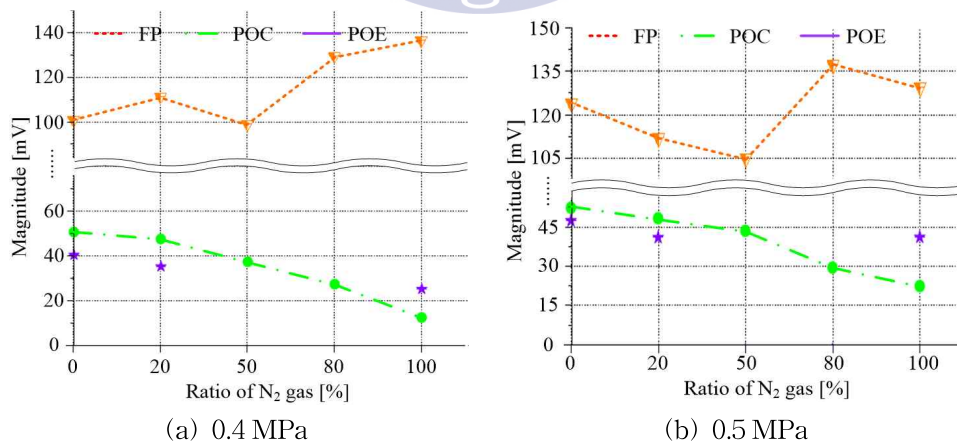 FP POC POE
140
120
100
60
40
20
0
Magnitude [mV]
0 20 50 80 100
Ratio of N₂ gas [%]
(a) 0.4 MPa
FP POC POE
150
135
120
105
45
30
15
0
Magnitude [mV]
0 20 50 80 100
Ratio of N₂ gas [%]
(b) 0.5 MPa